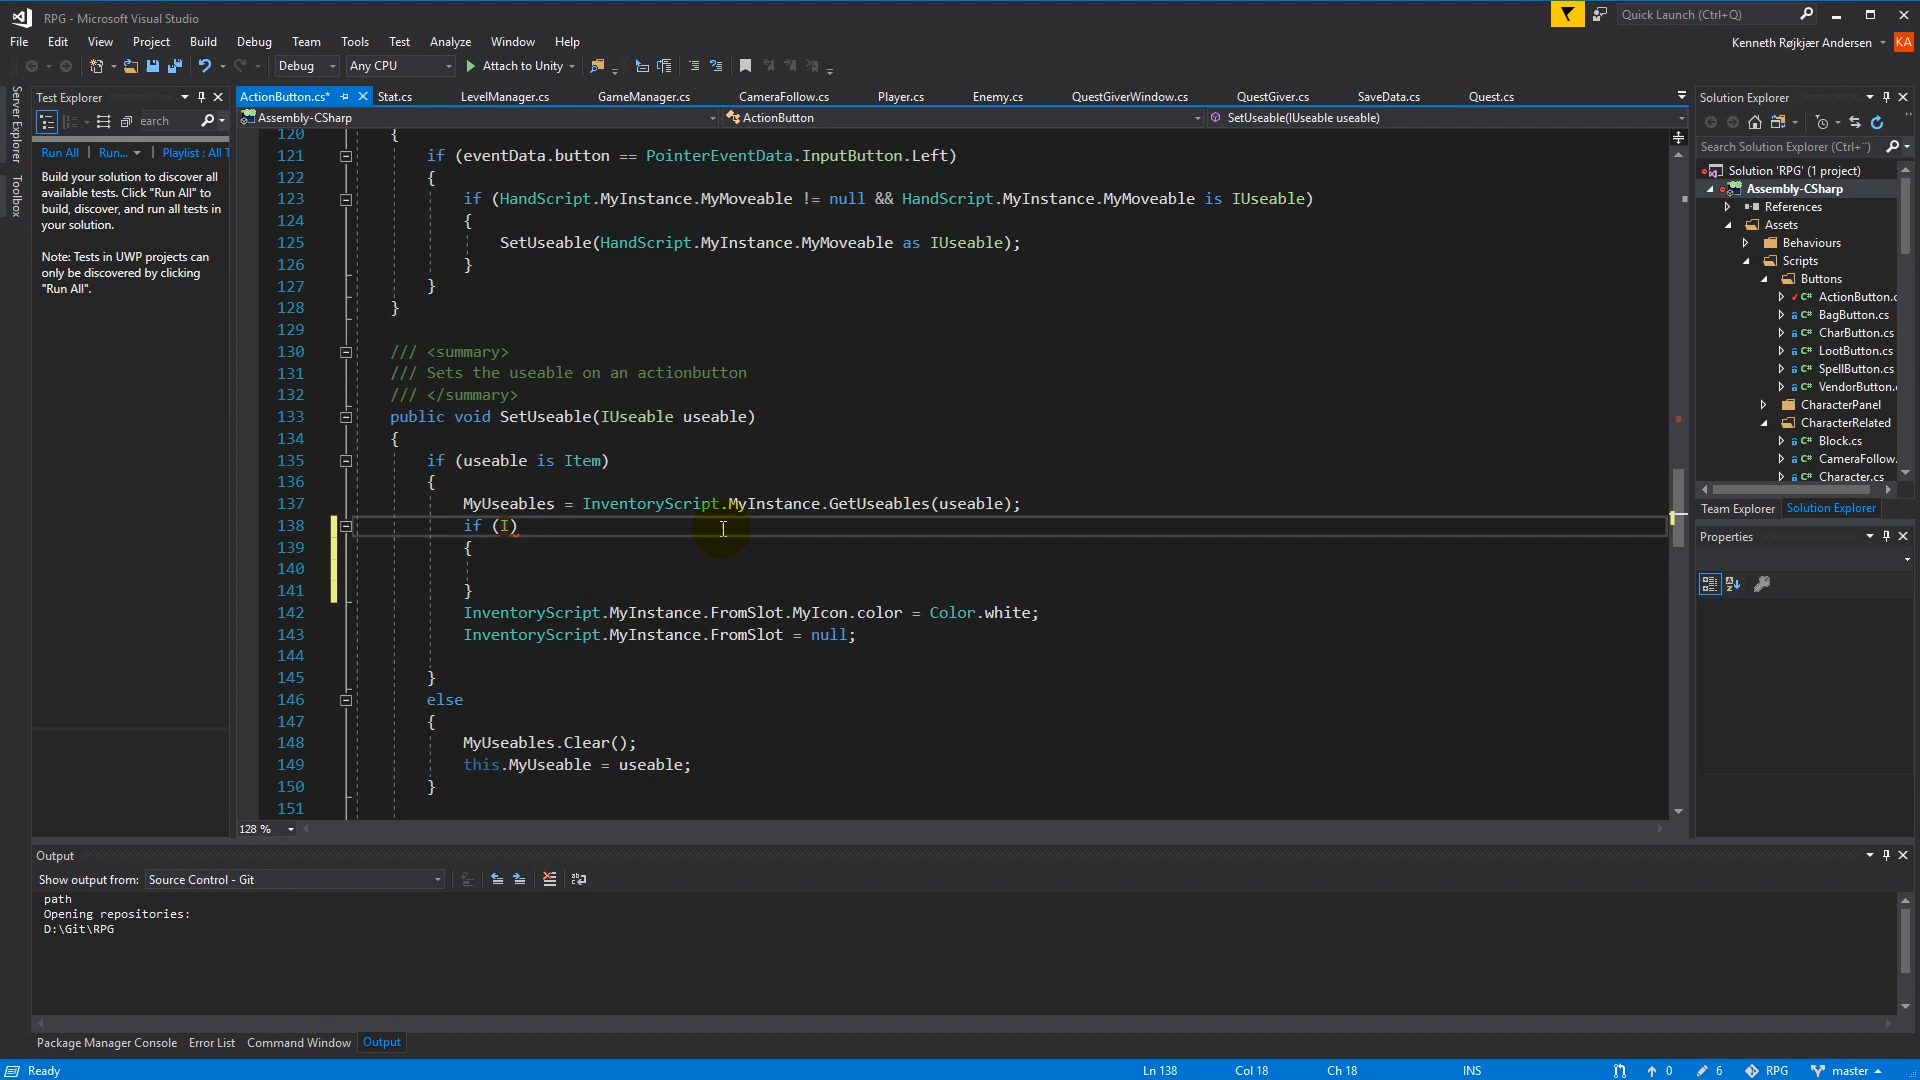 RPG - Microsoft Visual Studio
Quick Launch (Ctrl+Q)
File Edit View Project Build Debug Team Tools Test Analyze Window Help
Kenneth Røjkjær Andersen KA
Debug Any CPU Attach to Unity
Server Explorer
Toolbox
Test Explorer
earch
Run All Run... Playlist : All T
Build your solution to discover all
available tests. Click "Run All" to
build, discover, and run all tests in
your solution.
Note: Tests in UWP projects can
only be discovered by clicking
"Run All".
ActionButton.cs* Stat.cs LevelManager.cs GameManager.cs CameraFollow.cs Player.cs Enemy.cs QuestGiverWindow.cs QuestGiver.cs SaveData.cs Quest.cs
Assembly-CSharp ActionButton SetUseable(IUseable useable)
120 {
121 if (eventData.button == PointerEventData.InputButton.Left)
122 {
123 if (HandScript.MyInstance.MyMoveable != null && HandScript.MyInstance.MyMoveable is IUseable)
124 {
125 SetUseable(HandScript.MyInstance.MyMoveable as IUseable);
126 }
127 }
128 }
129
130 /// <summary>
131 /// Sets the useable on an actionbutton
132 /// </summary>
133 public void SetUseable(IUseable useable)
134 {
135 if (useable is Item)
136 {
137 MyUseables = InventoryScript.MyInstance.GetUseables(useable);
138 if (I)
139 {
140
141 }
142 InventoryScript.MyInstance.FromSlot.MyIcon.color = Color.white;
143 InventoryScript.MyInstance.FromSlot = null;
144
145 }
146 else
147 {
148 MyUseables.Clear();
149 this.MyUseable = useable;
150 }
151
128 %
Solution Explorer
Search Solution Explorer (Ctrl+¨)
Solution 'RPG' (1 project)
Assembly-CSharp
References
Assets
Behaviours
Scripts
Buttons
ActionButton.c
BagButton.cs
CharButton.cs
LootButton.cs
SpellButton.cs
VendorButton.
CharacterPanel
CharacterRelated
Block.cs
CameraFollow.
Character.cs
Team Explorer Solution Explorer
Properties
Output
Show output from: Source Control - Git
path
Opening repositories:
D:\Git\RPG
Package Manager Console Error List Command Window Output
Ready Ln 138 Col 18 Ch 18 INS 0 6 RPG master